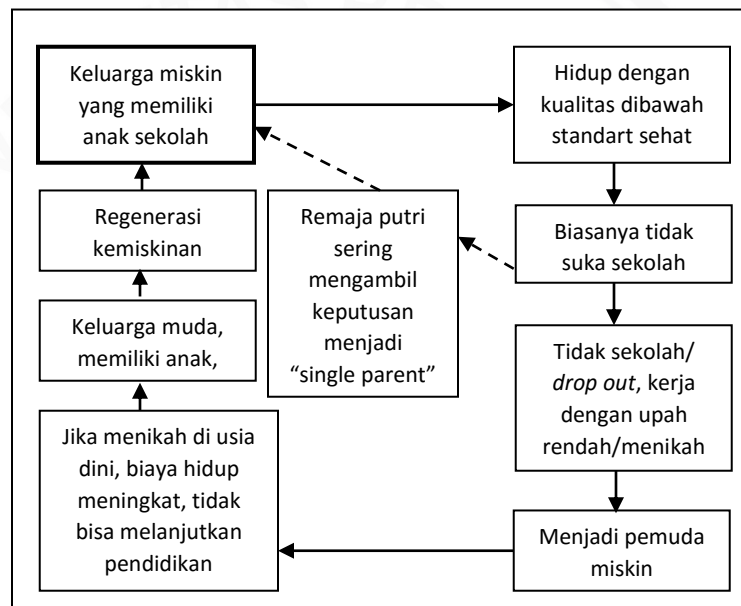 Keluarga miskin
yang memiliki
anak sekolah
Hidup dengan
kualitas dibawah
standart sehat
Biasanya tidak
suka sekolah
Tidak sekolah/
drop out, kerja
dengan upah
rendah/menikah
Menjadi pemuda
miskin
Jika menikah di usia
dini, biaya hidup
meningkat, tidak
bisa melanjutkan
pendidikan
Keluarga muda,
memiliki anak,
Regenerasi
kemiskinan
Remaja putri
sering
mengambil
keputusan
menjadi
“single parent”